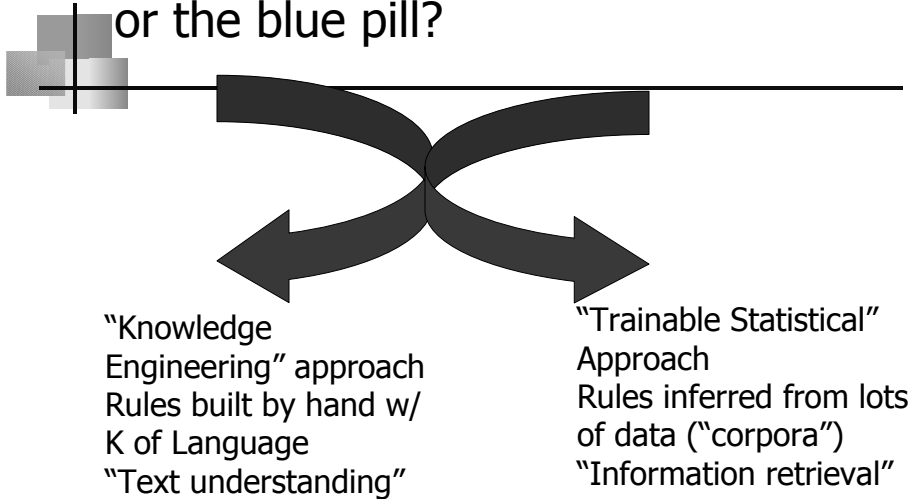 or the blue pill?
“Knowledge
Engineering” approach
Rules built by hand w/
K of Language
“Text understanding”
“Trainable Statistical”
Approach
Rules inferred from lots
of data (“corpora”)
“Information retrieval”